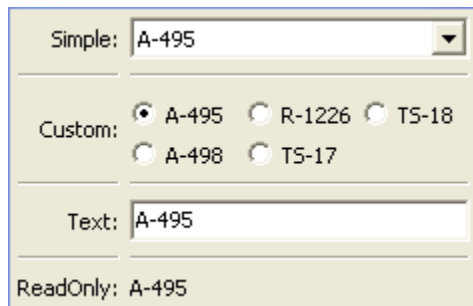 Simple: A-495
Custom: A-495 R-1226 TS-18
A-498 TS-17
Text: A-495
ReadOnly: A-495